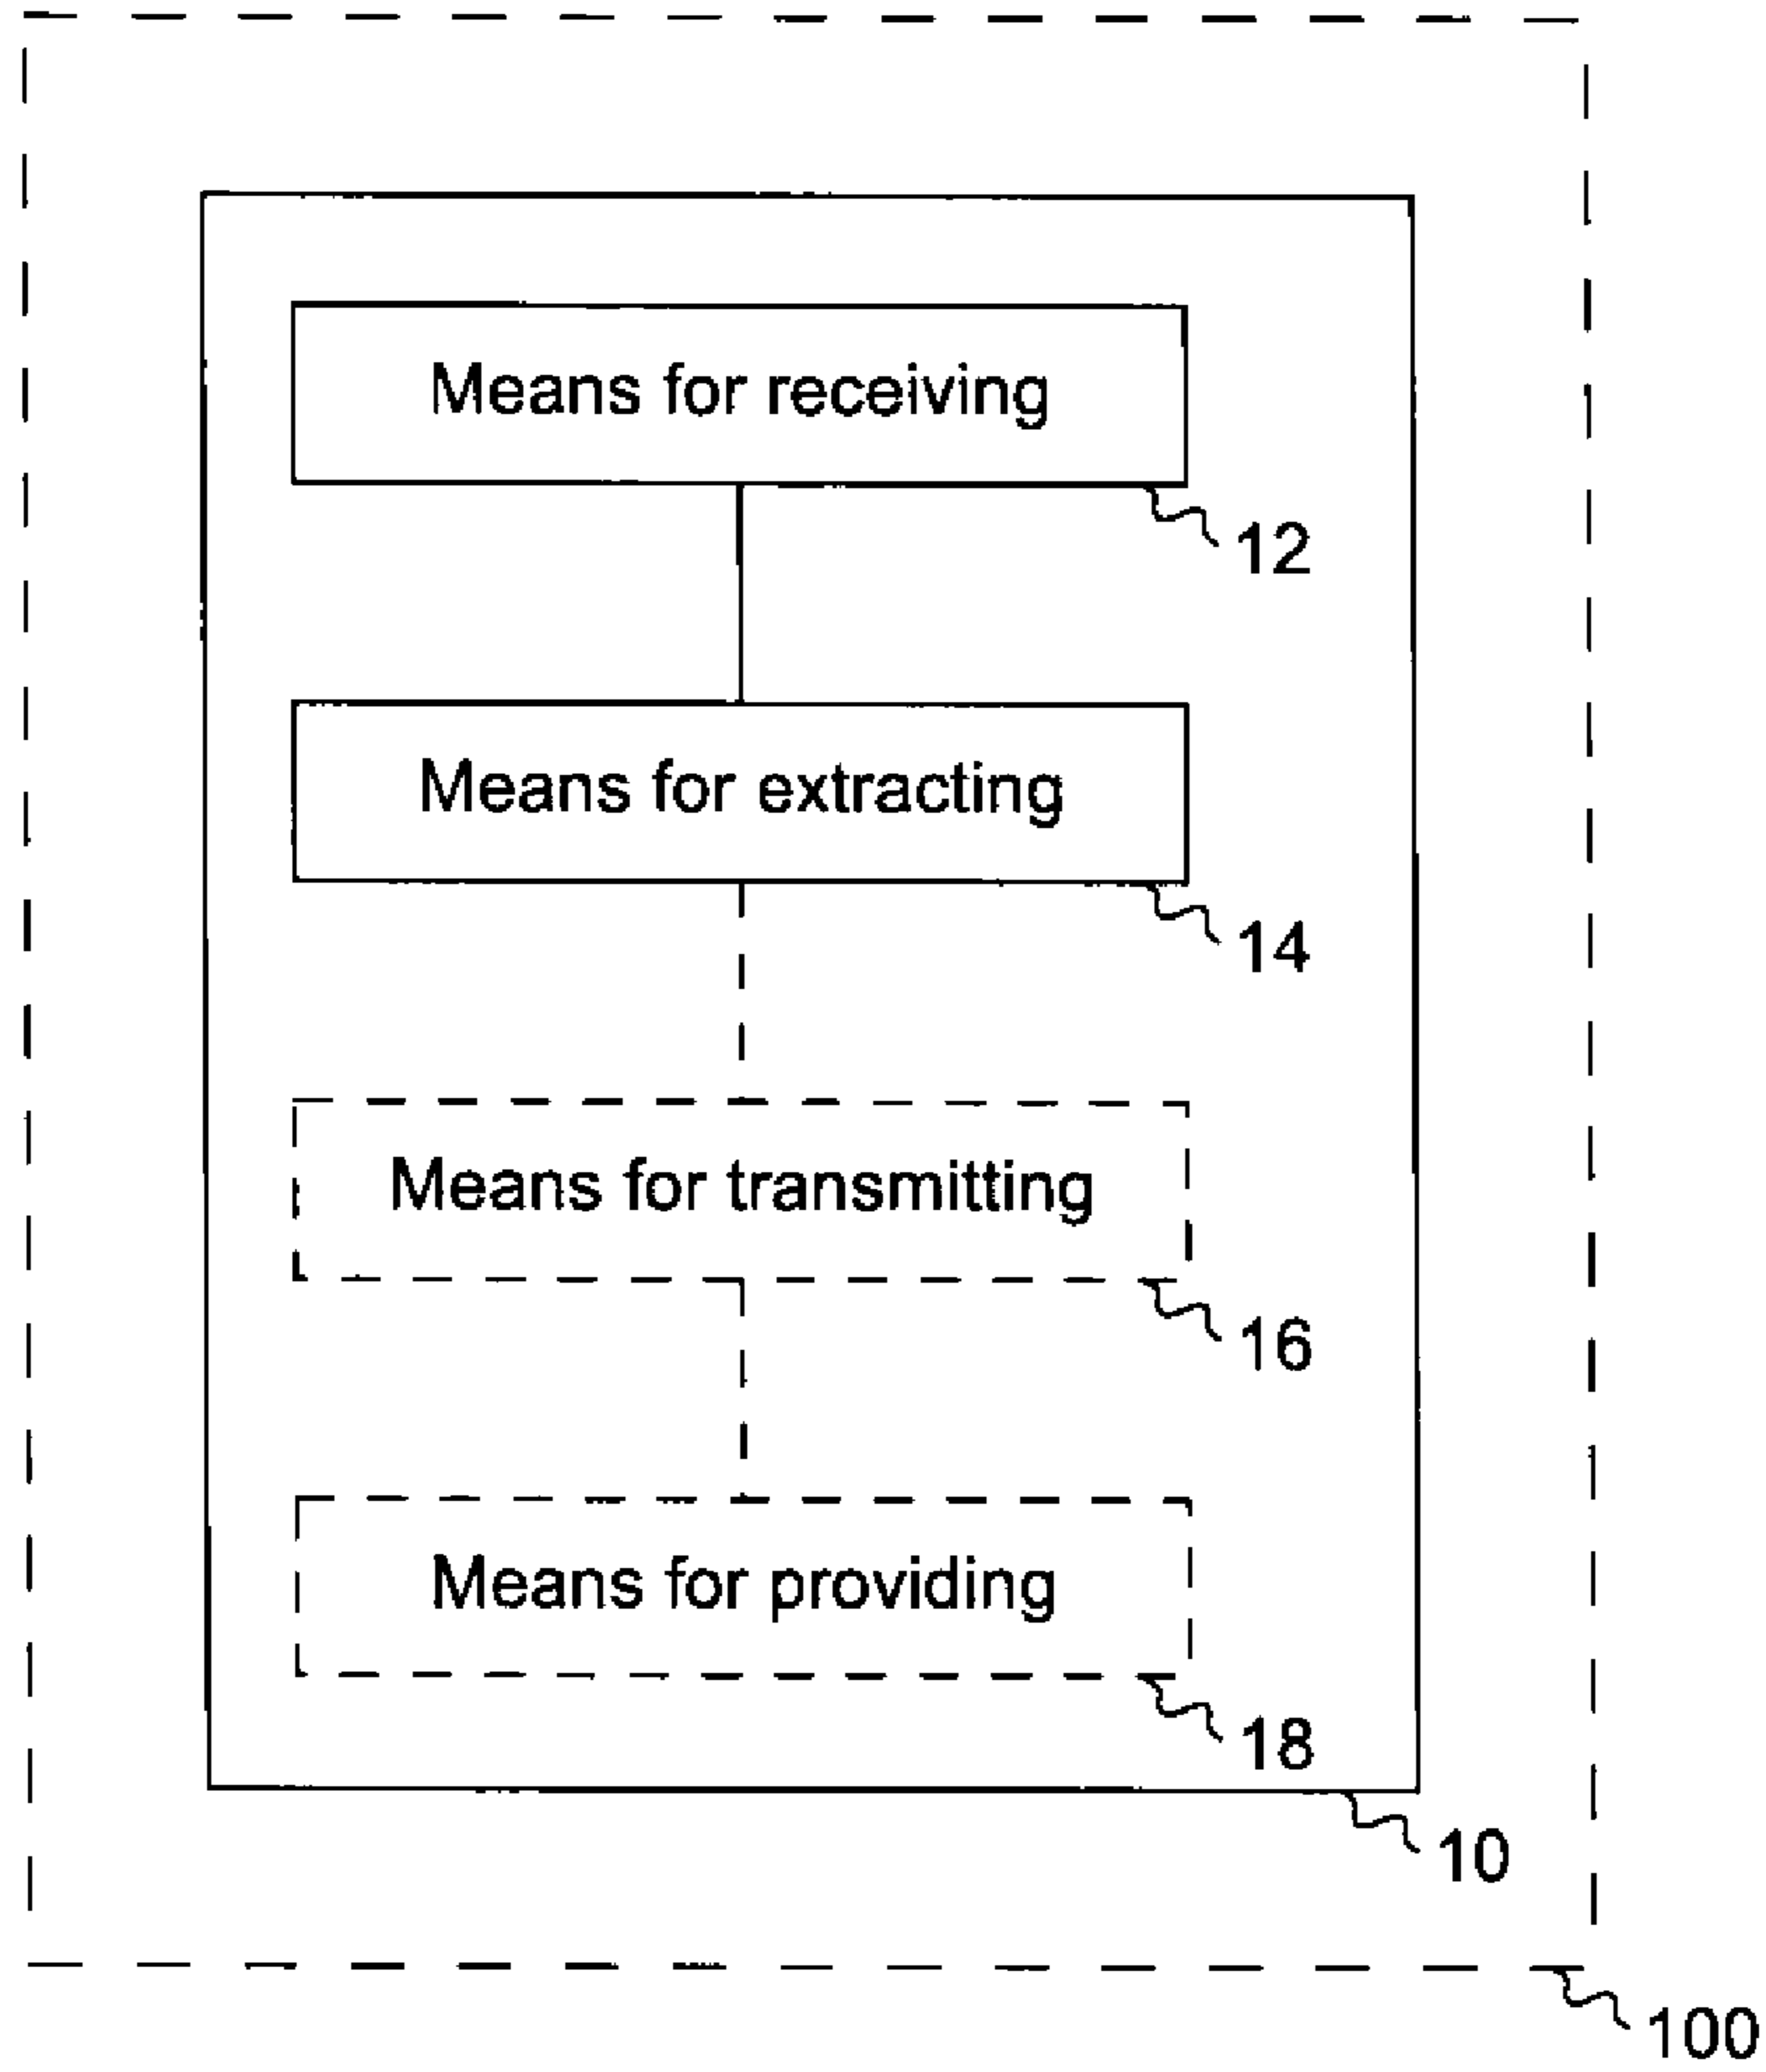 Means for receiving
12
Means for extracting
14
Means for transmitting
16
Means for providing
18
10
100